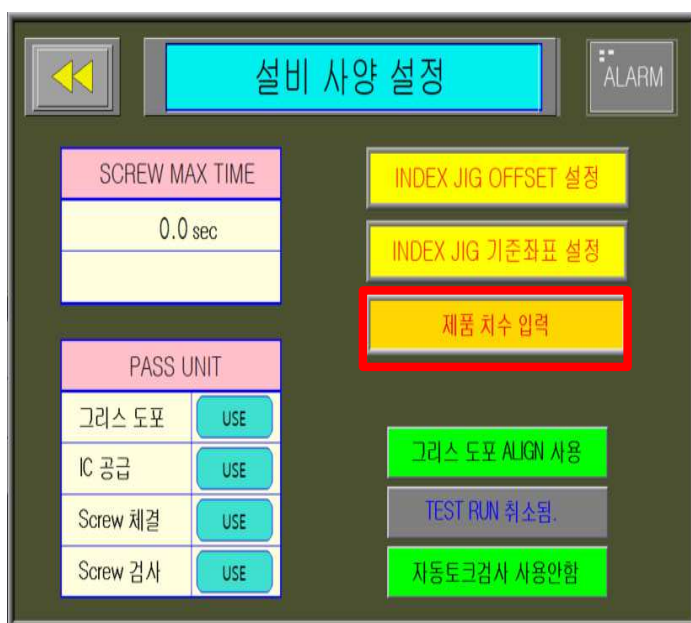 설비 사양 설정
ALARM
SCREW MAX TIME
0.0 sec
INDEX JIG OFFSET 설정
INDEX JIG 기준좌표 설정
제품 치수 입력
PASS UNIT
그리스 도포 USE
IC 공급 USE
Screw 체결 USE
Screw 검사 USE
그리스 도포 ALIGN 사용
TEST RUN 취소됨.
자동토크검사 사용안함